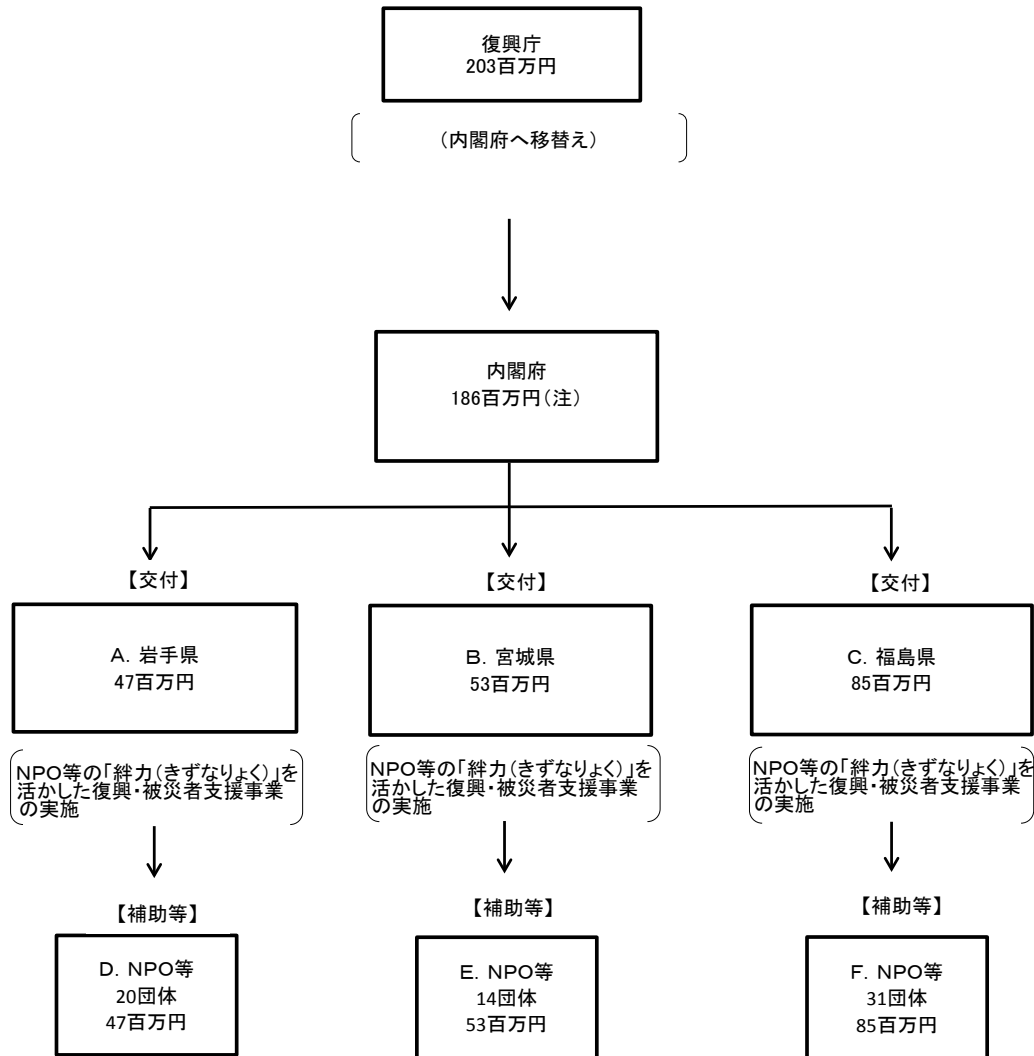 復興庁
203百万円
(内閣府へ移替え)
内閣府
186百万円(注)
【交付】
【交付】
【交付】
A. 岩手県
47百万円
B. 宮城県
53百万円
C. 福島県
85百万円
NPO等の「絆力(きずなりょく)」を
活かした復興・被災者支援事業
の実施
NPO等の「絆力(きずなりょく)」を
活かした復興・被災者支援事業
の実施
NPO等の「絆力(きずなりょく)」を
活かした復興・被災者支援事業
の実施
【補助等】
【補助等】
【補助等】
D. NPO等
20団体
47百万円
E. NPO等
14団体
53百万円
F. NPO等
31団体
85百万円